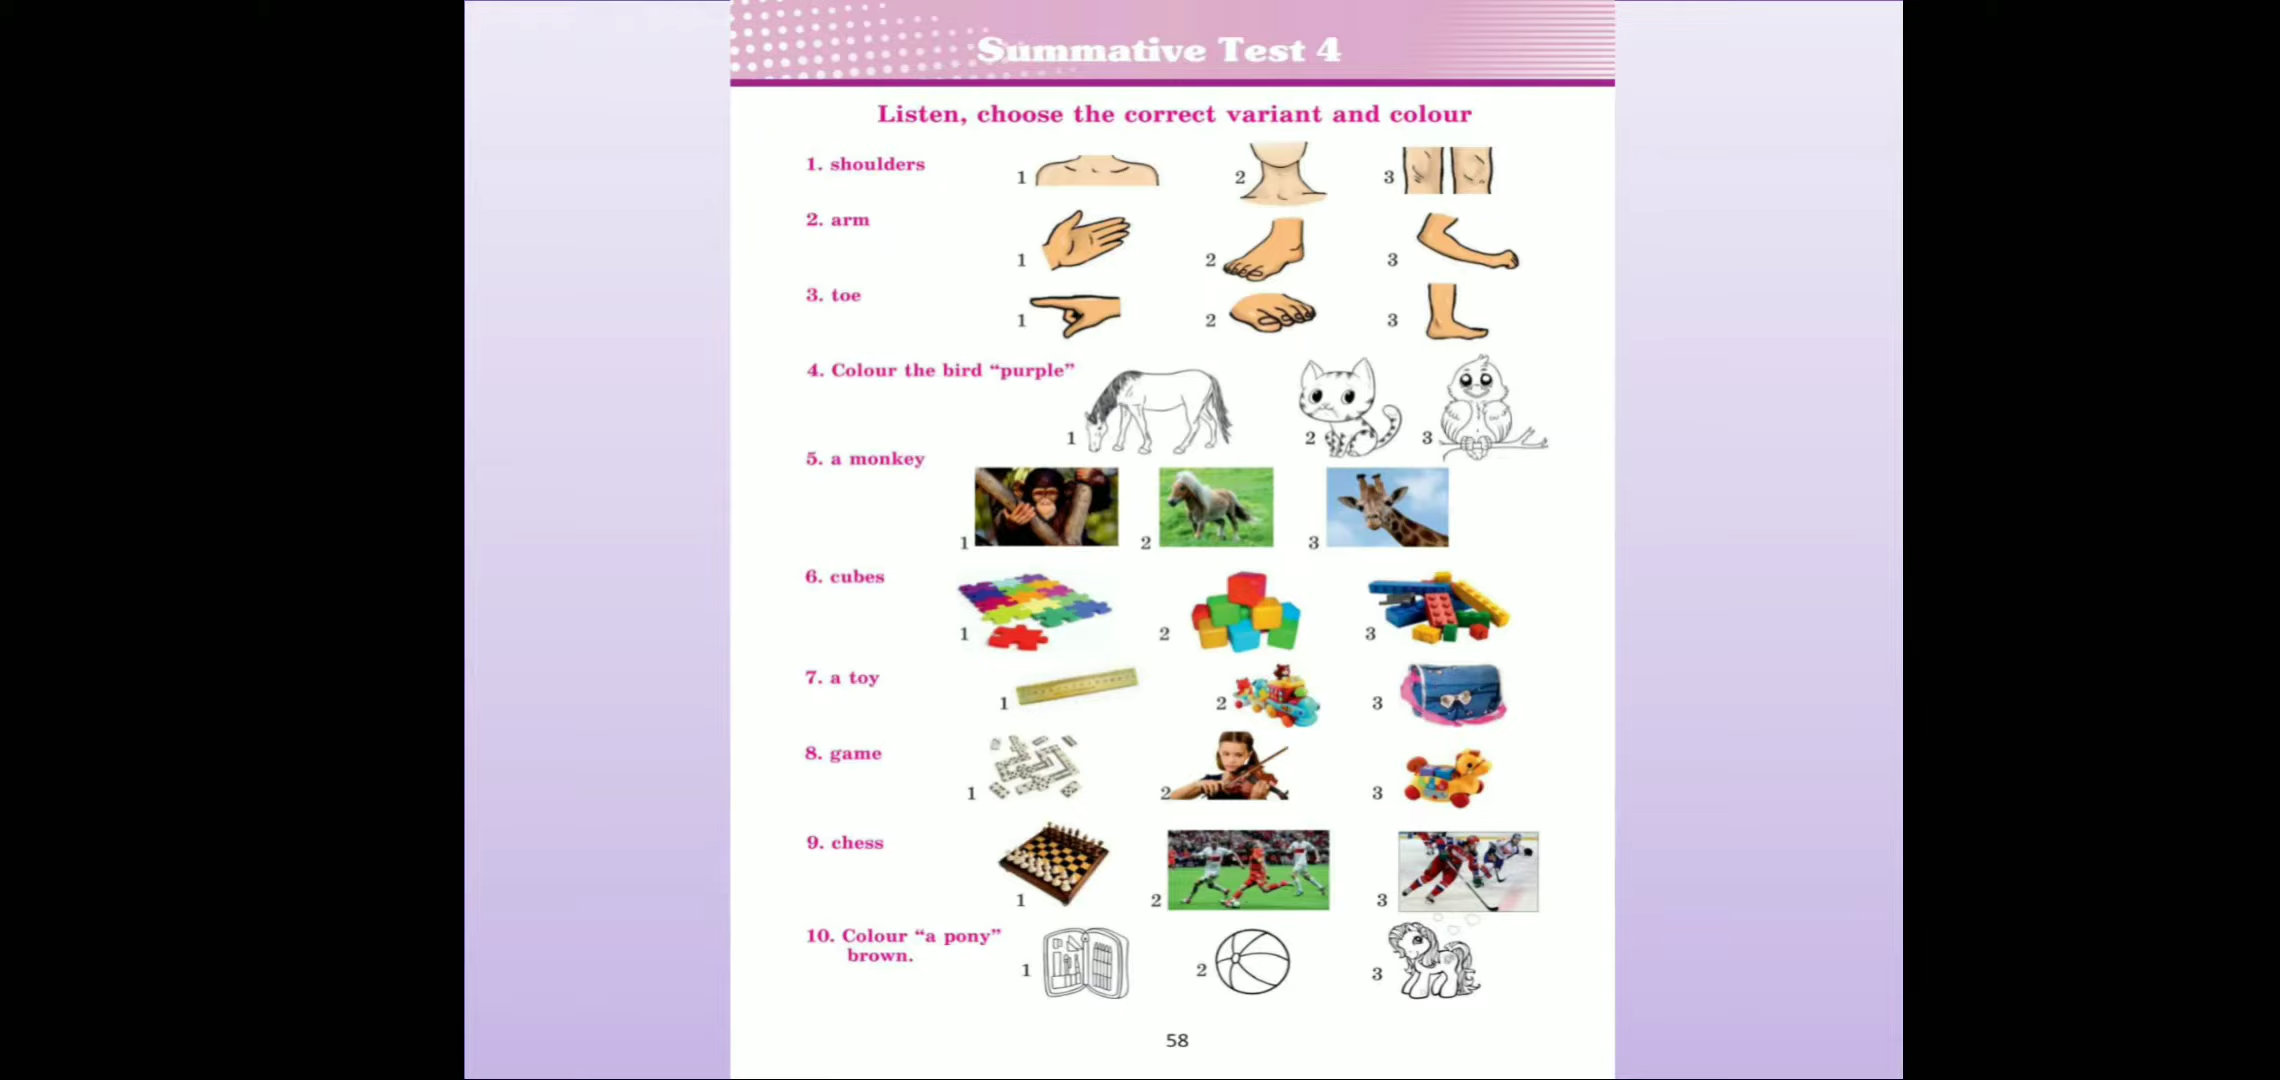 Summative Test 4
Listen, choose the correct variant and colour
1. shoulders
1 2 3
2. arm
1 2 3
3. toe
1 2 3
4. Colour the bird “purple”
1 2 3
5. a monkey
1 2 3
6. cubes
1 2 3
7. a toy
1 2 3
8. game
1 2 3
9. chess
1 2 3
10. Colour “a pony”
brown.
1 2 3
58